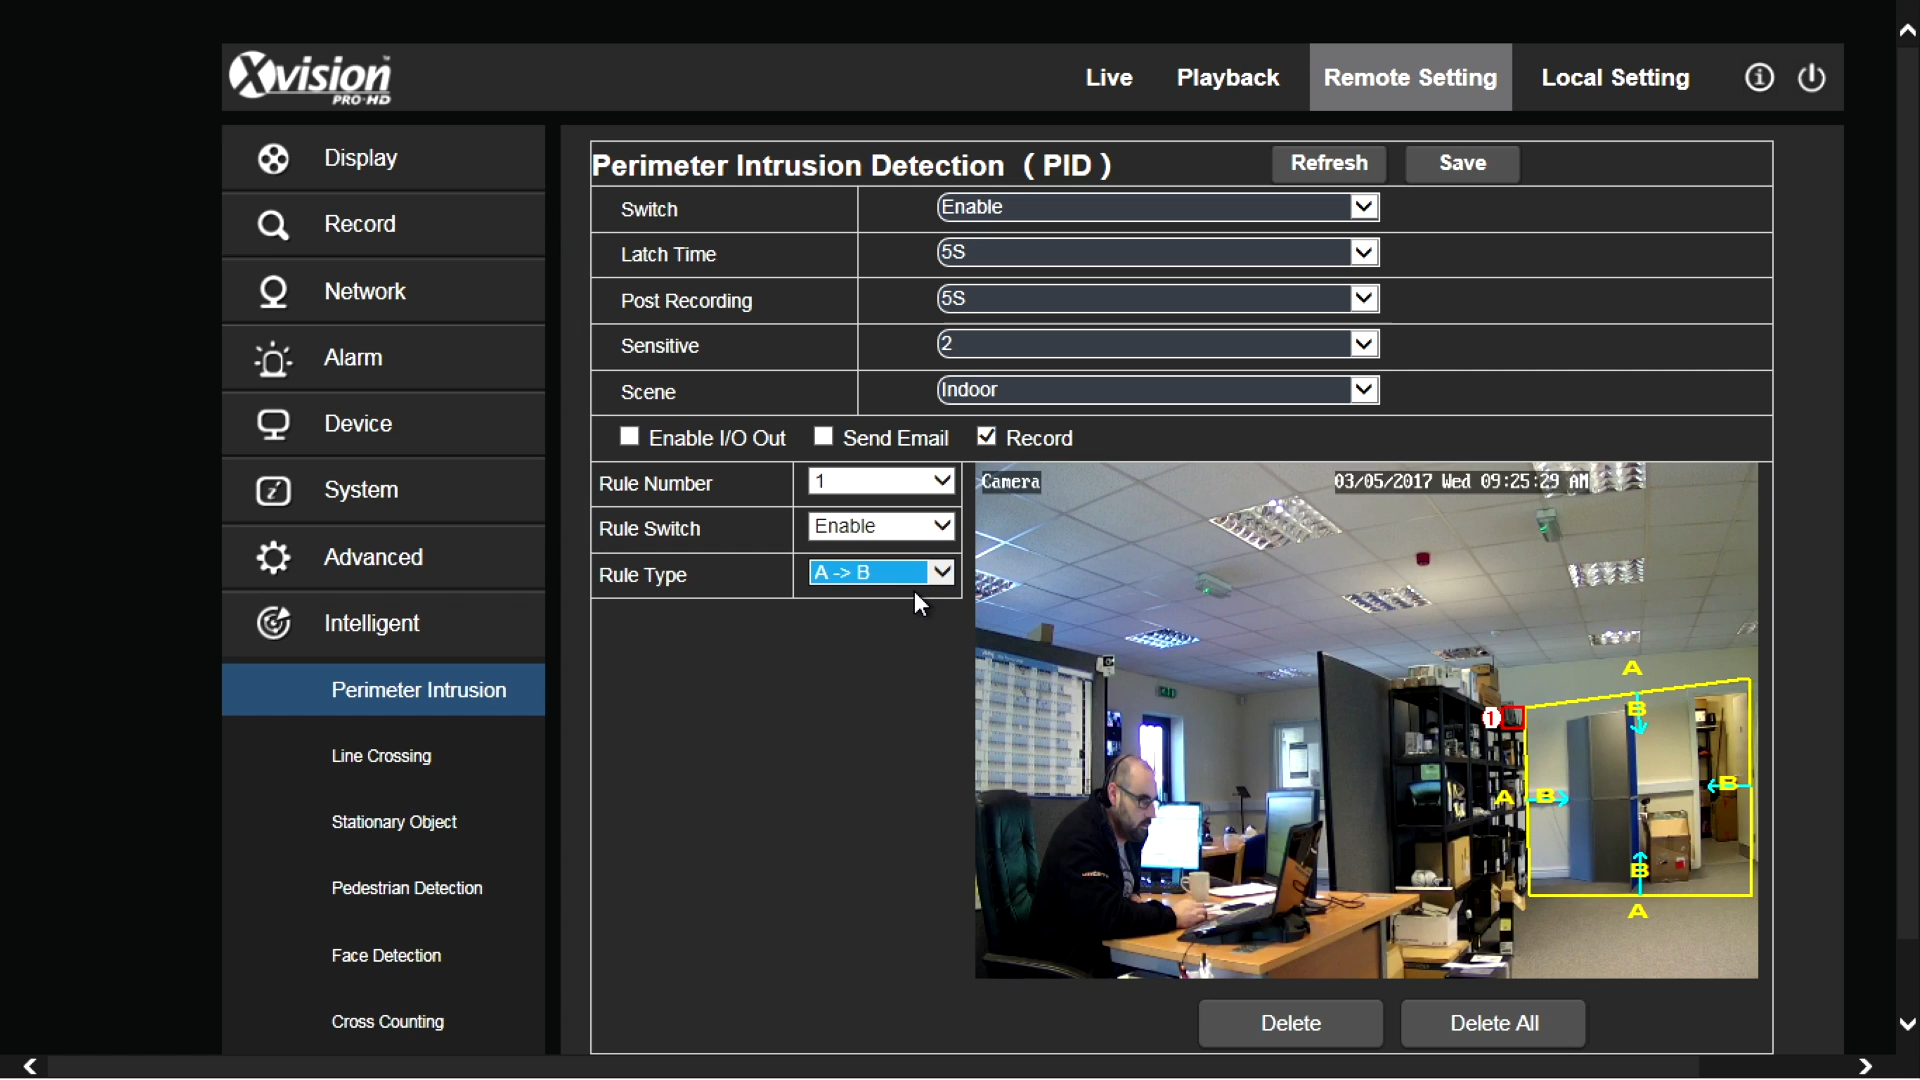 Xvision
PRO-HD
Live Playback Remote Setting Local Setting
Display
Record
Network
Alarm
Device
System
Advanced
Intelligent
Perimeter Intrusion
Line Crossing
Stationary Object
Pedestrian Detection
Face Detection
Cross Counting
Perimeter Intrusion Detection ( PID )
Refresh Save
Switch Enable
Latch Time 5S
Post Recording 5S
Sensitive 2
Scene Indoor
Enable I/O Out Send Email Record
Rule Number 1
Rule Switch Enable
Rule Type A -> B
Camera 03/05/2017 Wed 09:25:29 AM
A
B
1
A B B
B
A
Delete Delete All